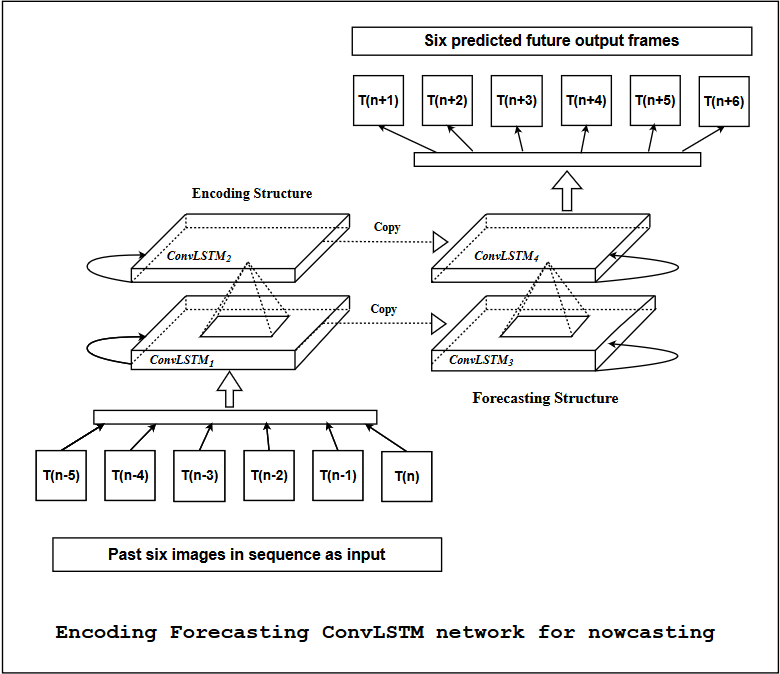 Six predicted future output frames
T(n+1) T(n+2) T(n+3) T(n+4) T(n+5) T(n+6)
Encoding Structure
Copy
ConvLSTM₂ ConvLSTM₄
Copy
ConvLSTM₁ ConvLSTM₃
Forecasting Structure
T(n-5) T(n-4) T(n-3) T(n-2) T(n-1) T(n)
Past six images in sequence as input
Encoding Forecasting ConvLSTM network for nowcasting